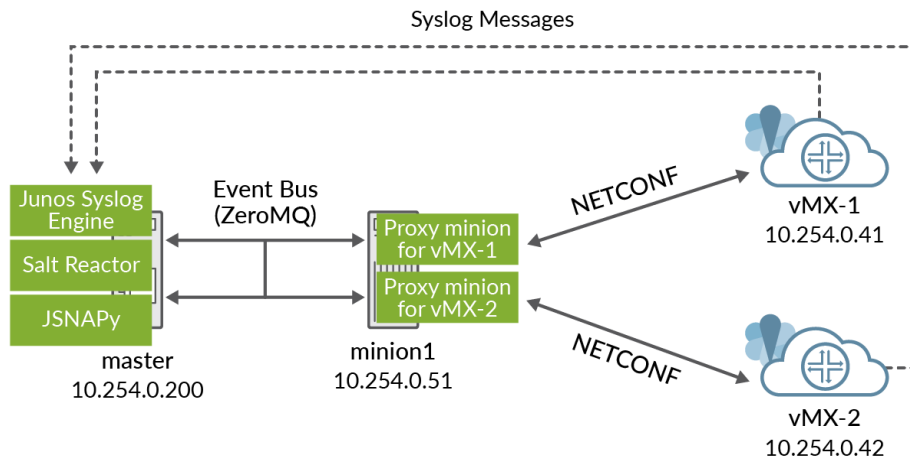 Syslog Messages
Junos Syslog
Engine
Salt Reactor
JSNAPy
master
10.254.0.200
Event Bus
(ZeroMQ)
Proxy minion
for vMX-1
Proxy minion
for vMX-2
minion1
10.254.0.51
NETCONF
NETCONF
vMX-1
10.254.0.41
vMX-2
10.254.0.42